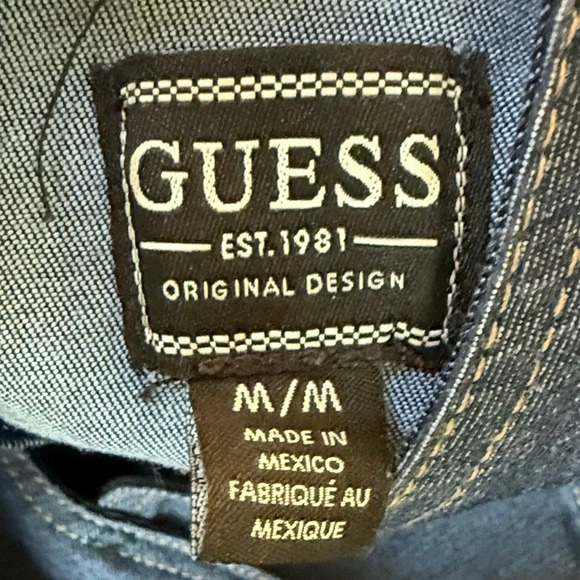 GUESS
EST.1981
ORIGINAL DESIGN
M/M
MADE IN
MEXICO
FABRIQUÉ AU
MEXIQUE